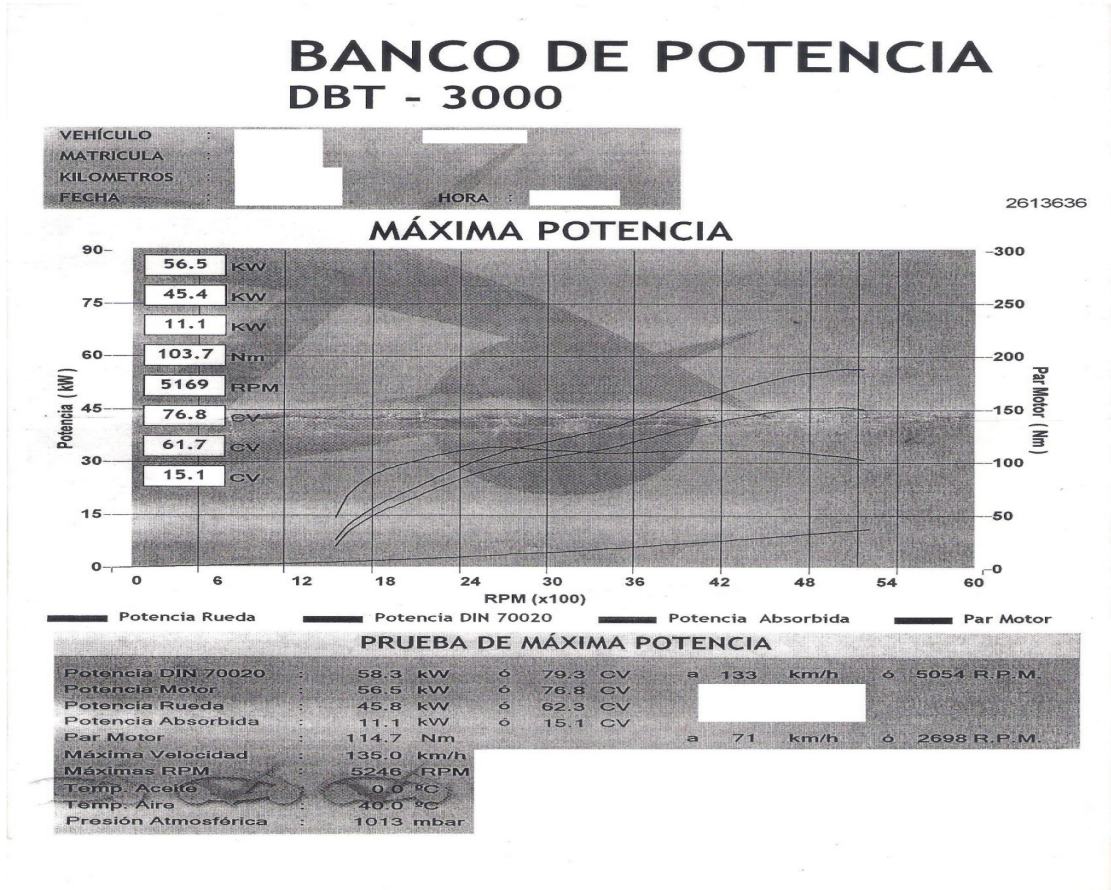 BANCO DE POTENCIA
DBT - 3000
VEHÍCULO :
MATRICULA :
KILOMETROS :
FECHA : HORA :
2613636
MÁXIMA POTENCIA
90 75 60 45 30 15 0
Potencia (kW)
56.5 KW
45.4 KW
11.1 KW
103.7 Nm
5169 RPM
76.8 CV
61.7 CV
15.1 CV
300 250 200 150 100 50 0
Par Motor (Nm)
0 6 12 18 24 30 36 42 48 54 60
RPM (x100)
Potencia Rueda Potencia DIN 70020 Potencia Absorbida Par Motor
PRUEBA DE MÁXIMA POTENCIA
Potencia DIN 70020 : 58.3 kW ó 79.3 CV a 133 km/h ó 5054 R.P.M.
Potencia Motor : 56.5 kW ó 76.8 CV
Potencia Rueda : 45.8 kW ó 62.3 CV
Potencia Absorbida : 11.1 kW ó 15.1 CV
Par Motor : 114.7 Nm a 71 km/h ó 2698 R.P.M.
Máxima Velocidad : 135.0 km/h
Máximas RPM : 5246 RPM
Temp. Aceite : 0.0 ºC
Temp. Aire : 40.0 ºC
Presión Atmosférica : 1013 mbar